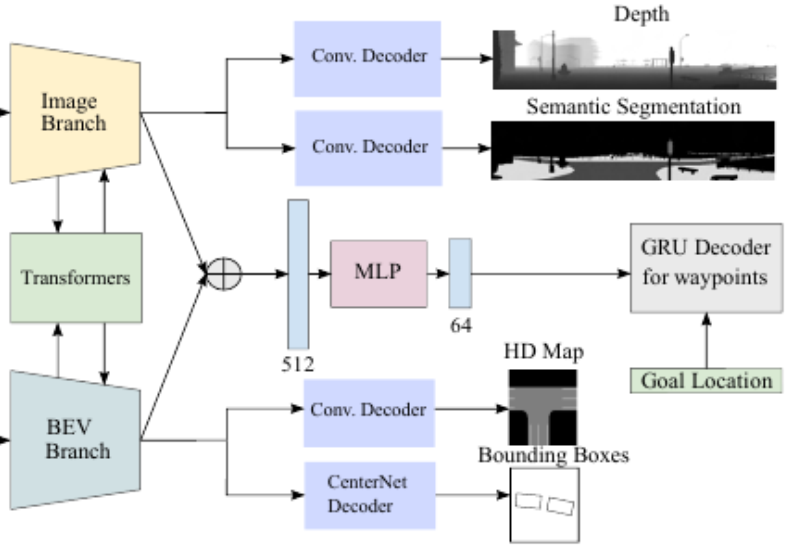 Depth
Conv. Decoder
Image
Branch
Semantic Segmentation
Conv. Decoder
Transformers
MLP
GRU Decoder
for waypoints
64
512
HD Map
Goal Location
Conv. Decoder
BEV
Branch
Bounding Boxes
CenterNet
Decoder